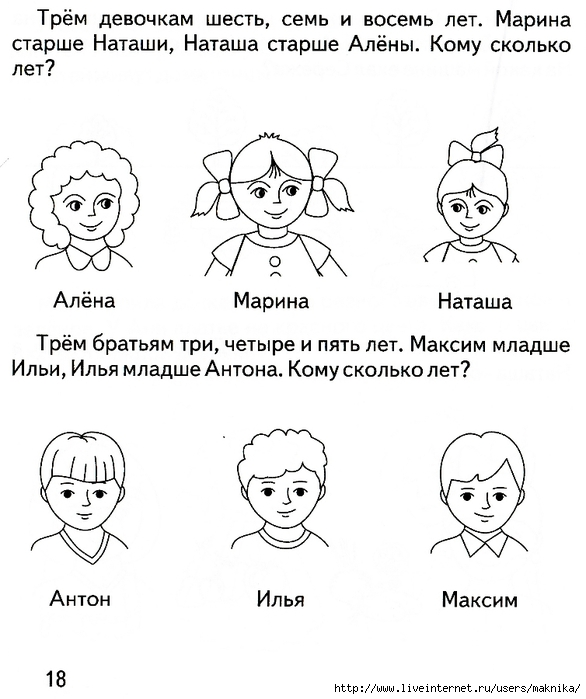 Трём девочкам шесть, семь и восемь лет. Марина
старше Наташи, Наташа старше Алёны. Кому сколько
лет?
Алёна Марина Наташа
Трём братьям три, четыре и пять лет. Максим младше
Ильи, Илья младше Антона. Кому сколько лет?
Антон Илья Максим
18
http://www.liveinternet.ru/users/maknika/